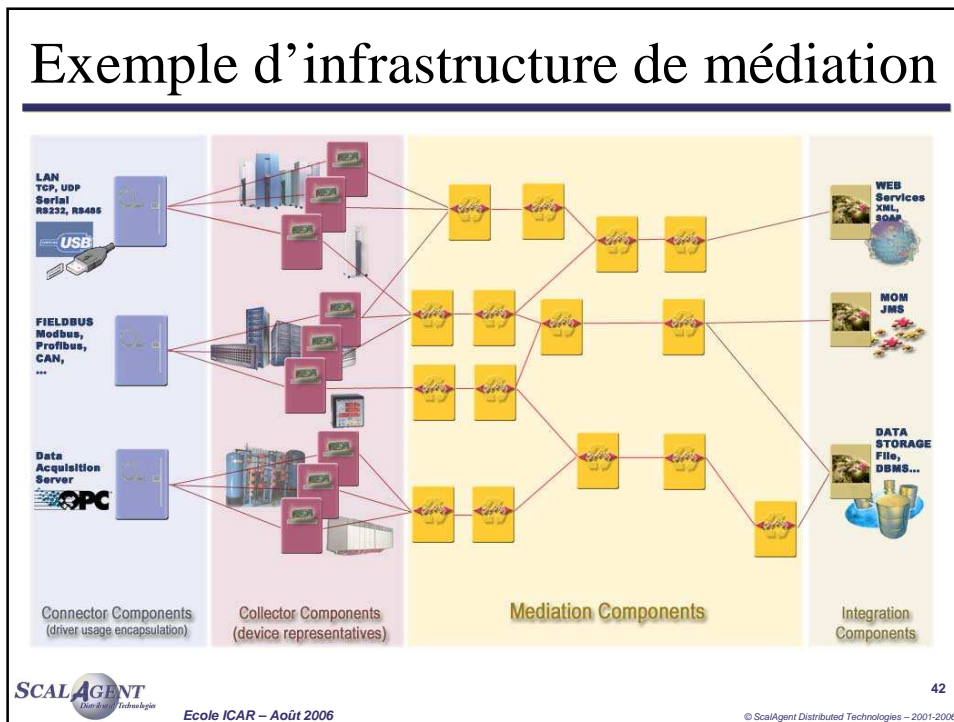 Exemple d’infrastructure de médiation
LAN
TCP, UDP
Serial
RS232, RS485
USB
FIELDBUS
Modbus,
Profibus,
CAN,
...
Data
Acquisition
Server
OPC
WEB
Services
XML,
SOAP
MOM
JMS
DATA
STORAGE
File,
DBMS...
Connector Components
(driver usage encapsulation)
Collector Components
(device representatives)
Mediation Components
Integration
Components
SCALAGENT
Distributed Technologies
Ecole ICAR – Août 2006
42
© ScalAgent Distributed Technologies – 2001-2006